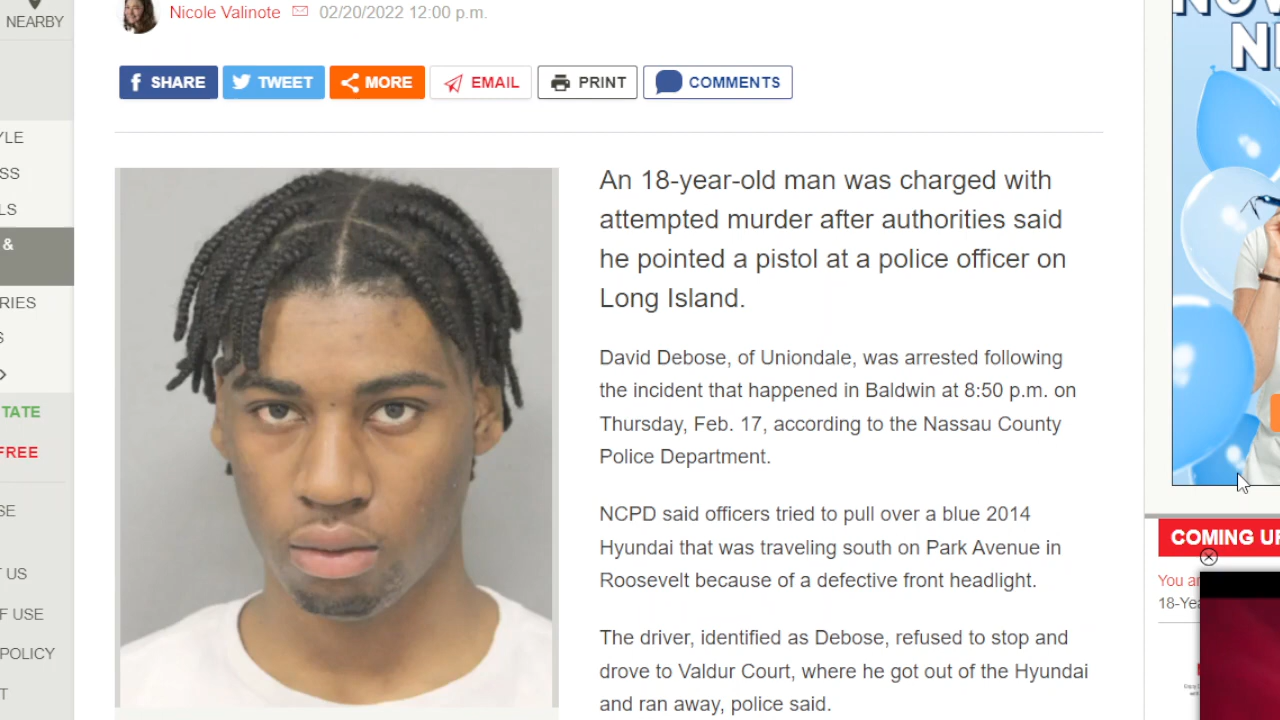 NEARBY
Nicole Valinote 02/20/2022 12:00 p.m.
f SHARE TWEET MORE EMAIL PRINT COMMENTS
YLE
SS
LS
&
RIES
S
TATE
FREE
SE
T US
F USE
POLICY
T
An 18-year-old man was charged with
attempted murder after authorities said
he pointed a pistol at a police officer on
Long Island.
David Debose, of Uniondale, was arrested following
the incident that happened in Baldwin at 8:50 p.m. on
Thursday, Feb. 17, according to the Nassau County
Police Department.
NCPD said officers tried to pull over a blue 2014
Hyundai that was traveling south on Park Avenue in
Roosevelt because of a defective front headlight.
The driver, identified as Debose, refused to stop and
drove to Valdur Court, where he got out of the Hyundai
and ran away, police said.
COMING U
You a
18-Yea